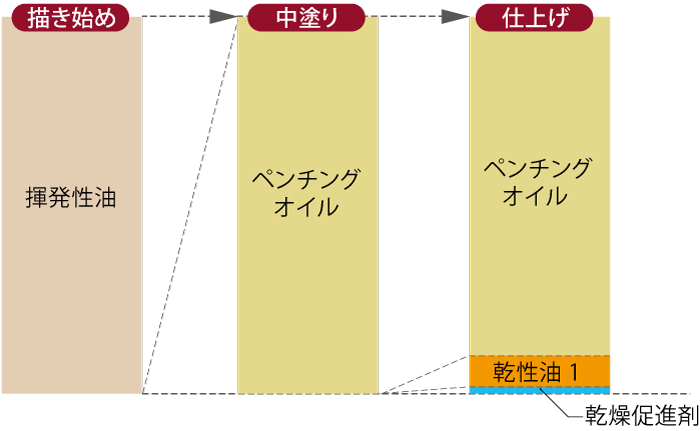 描き始め
中塗り
仕上げ
揮発性油
ペンチング
オイル
ペンチング
オイル
乾性油 1
乾燥促進剤